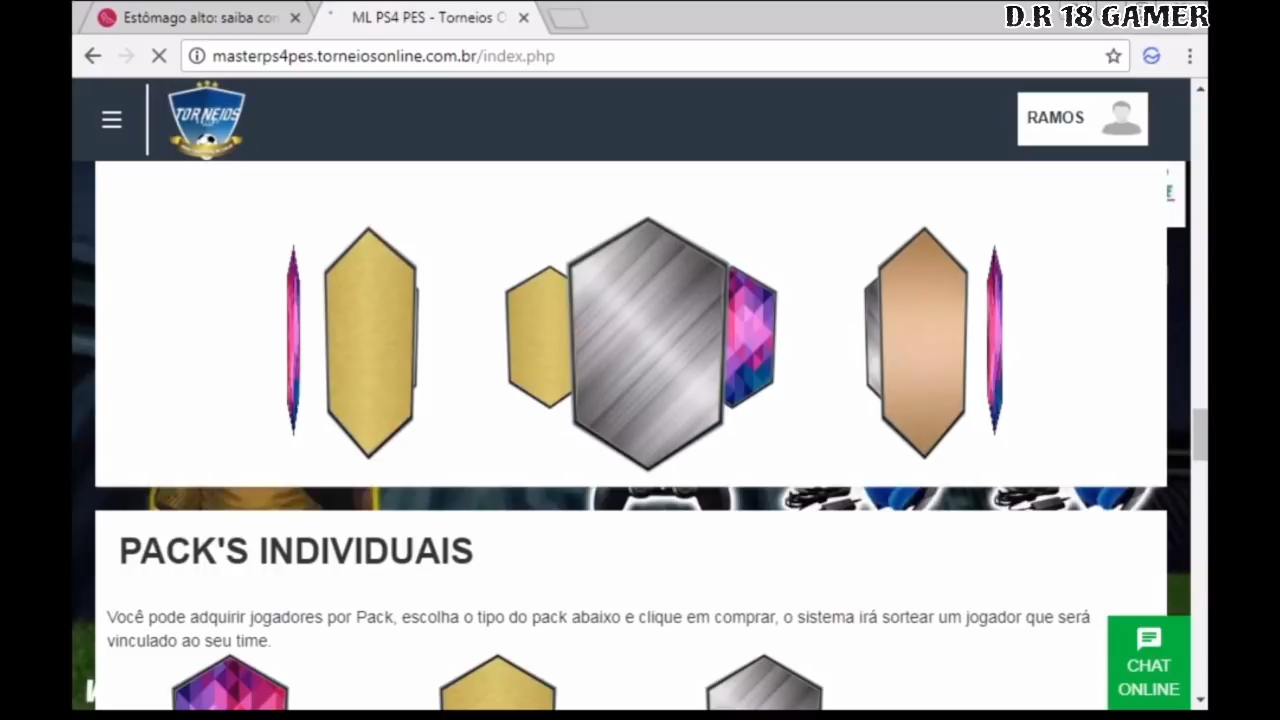 D.R 18 GAMER
Estômago alto: saiba con
ML PS4 PES - Torneios O
masterps4pes.torneiosonline.com.br/index.php
TORNEIOS
RAMOS
E
PACK'S INDIVIDUAIS
Você pode adquirir jogadores por Pack, escolha o tipo do pack abaixo e clique em comprar, o sistema irá sortear um jogador que será
vinculado ao seu time.
CHAT
ONLINE